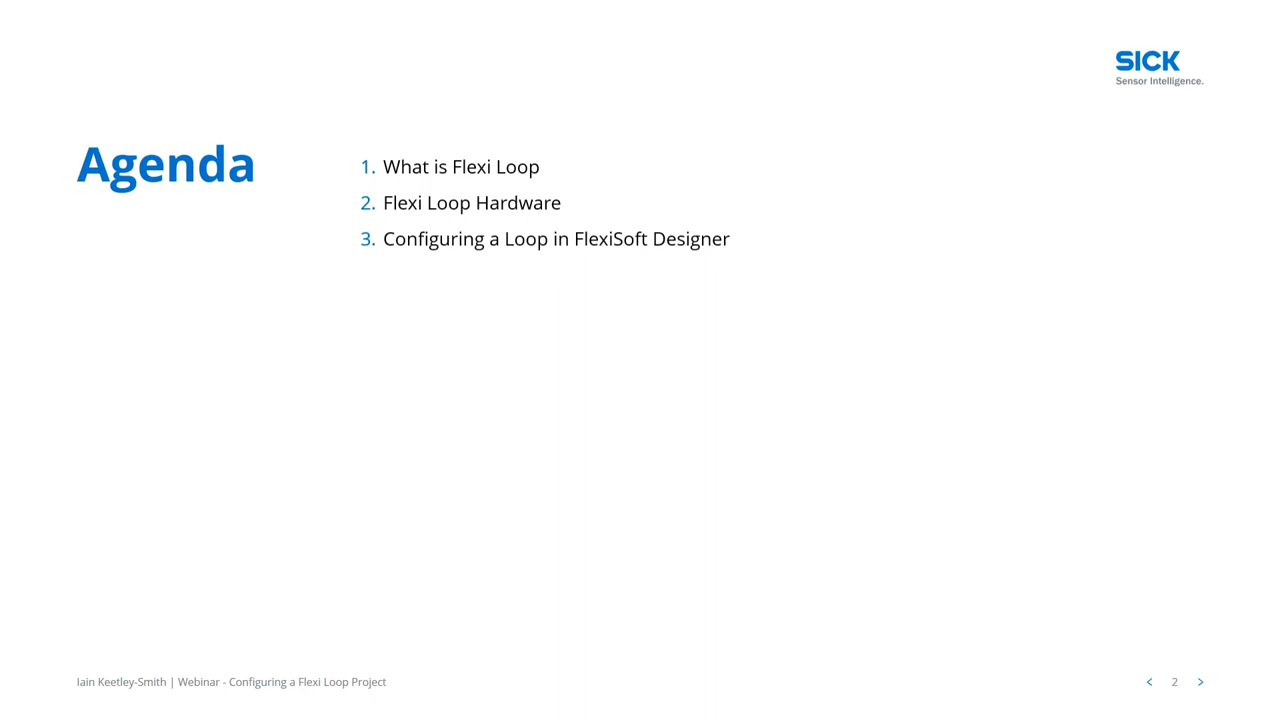 SICK
Sensor Intelligence.
Agenda
1. What is Flexi Loop
2. Flexi Loop Hardware
3. Configuring a Loop in FlexiSoft Designer
Iain Keetley-Smith | Webinar - Configuring a Flexi Loop Project
< 2 >